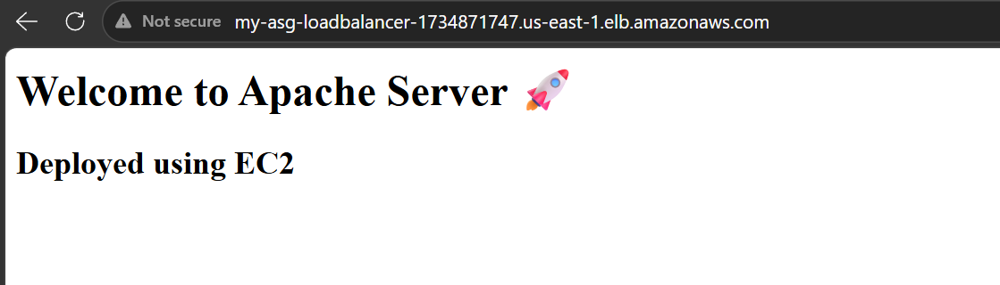 Not secure my-asg-loadbalancer-1734871747.us-east-1.elb.amazonaws.com
Welcome to Apache Server 🚀
Deployed using EC2